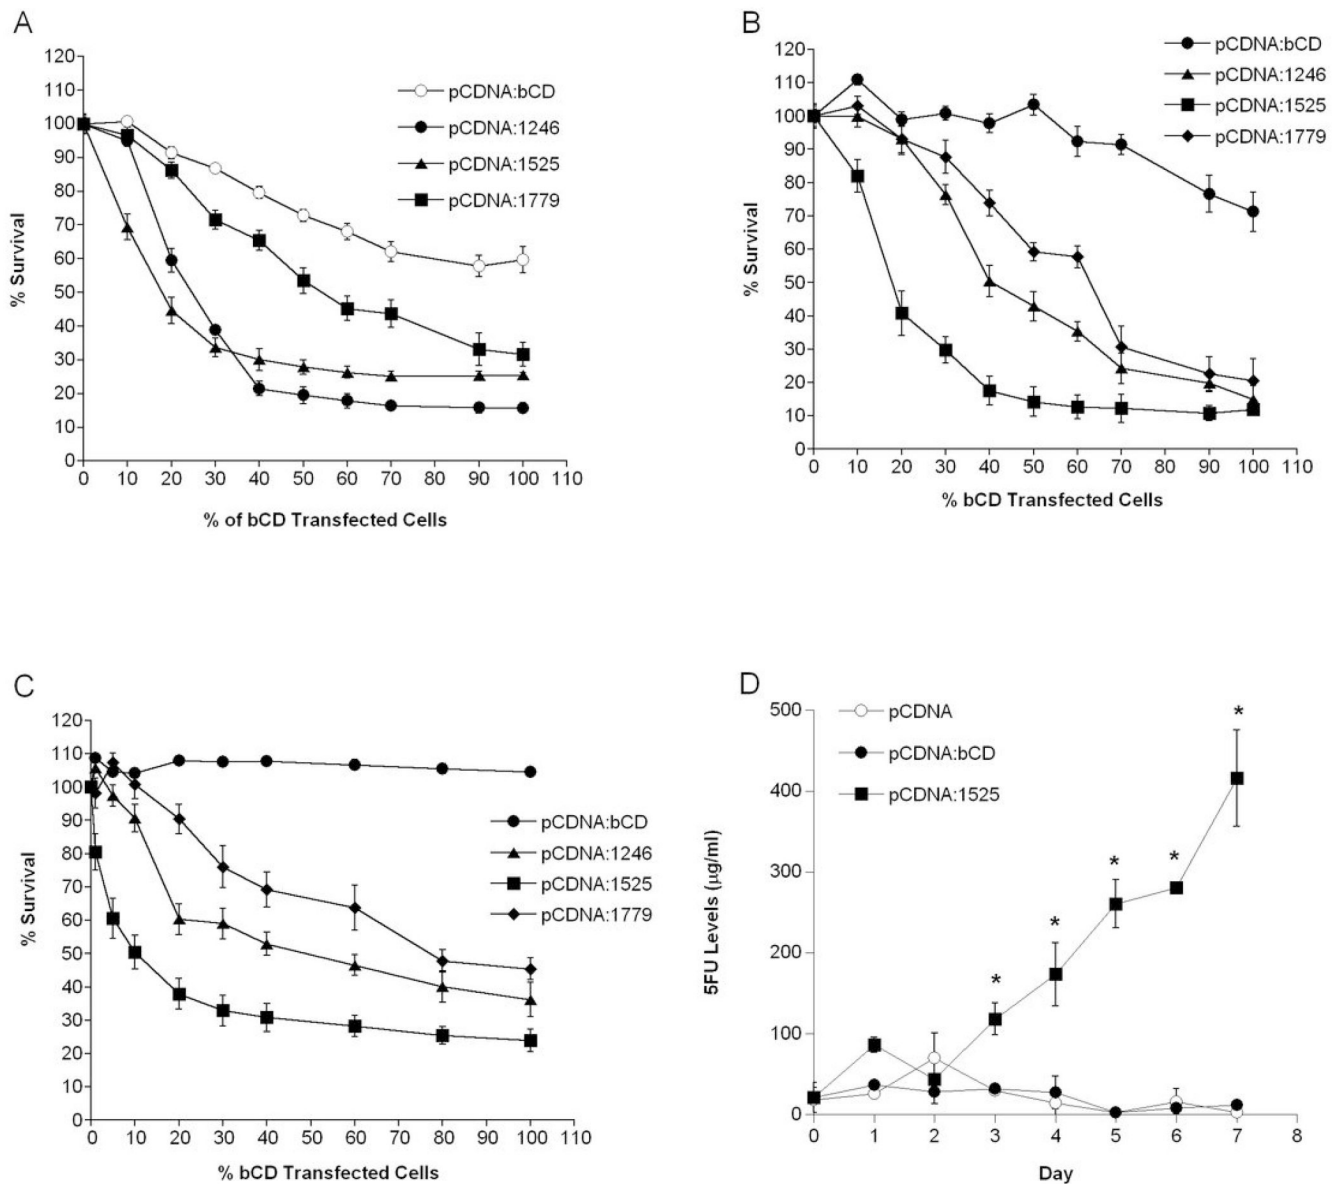 A
120
110
100
90
80
70
60
50
40
30
20
10
0
% Survival
0 10 20 30 40 50 60 70 80 90 100 110
% of bCD Transfected Cells
pCDNA:bCD
pCDNA:1246
pCDNA:1525
pCDNA:1779
B
120
110
100
90
80
70
60
50
40
30
20
10
0
% Survival
0 10 20 30 40 50 60 70 80 90 100 110
% bCD Transfected Cells
pCDNA:bCD
pCDNA:1246
pCDNA:1525
pCDNA:1779
C
120
110
100
90
80
70
60
50
40
30
20
10
0
% Survival
0 10 20 30 40 50 60 70 80 90 100 110
% bCD Transfected Cells
pCDNA:bCD
pCDNA:1246
pCDNA:1525
pCDNA:1779
D
500
400
300
200
100
0
5FU Levels (μg/ml)
0 1 2 3 4 5 6 7 8
Day
pCDNA
pCDNA:bCD
pCDNA:1525
* * * * *